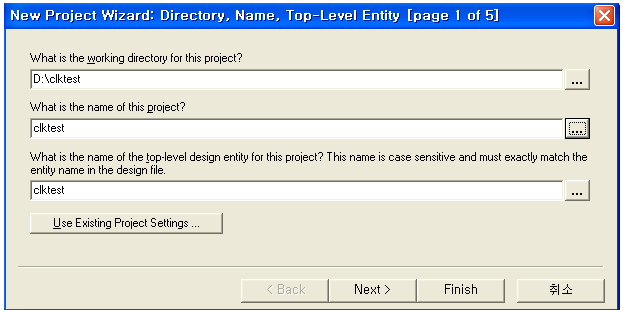 New Project Wizard: Directory, Name, Top-Level Entity [page 1 of 5]
What is the working directory for this project?
D:\clktest
...
What is the name of this project?
clktest
...
What is the name of the top-level design entity for this project? This name is case sensitive and must exactly match the
entity name in the design file.
clktest
...
Use Existing Project Settings ...
< Back
Next >
Finish
취소